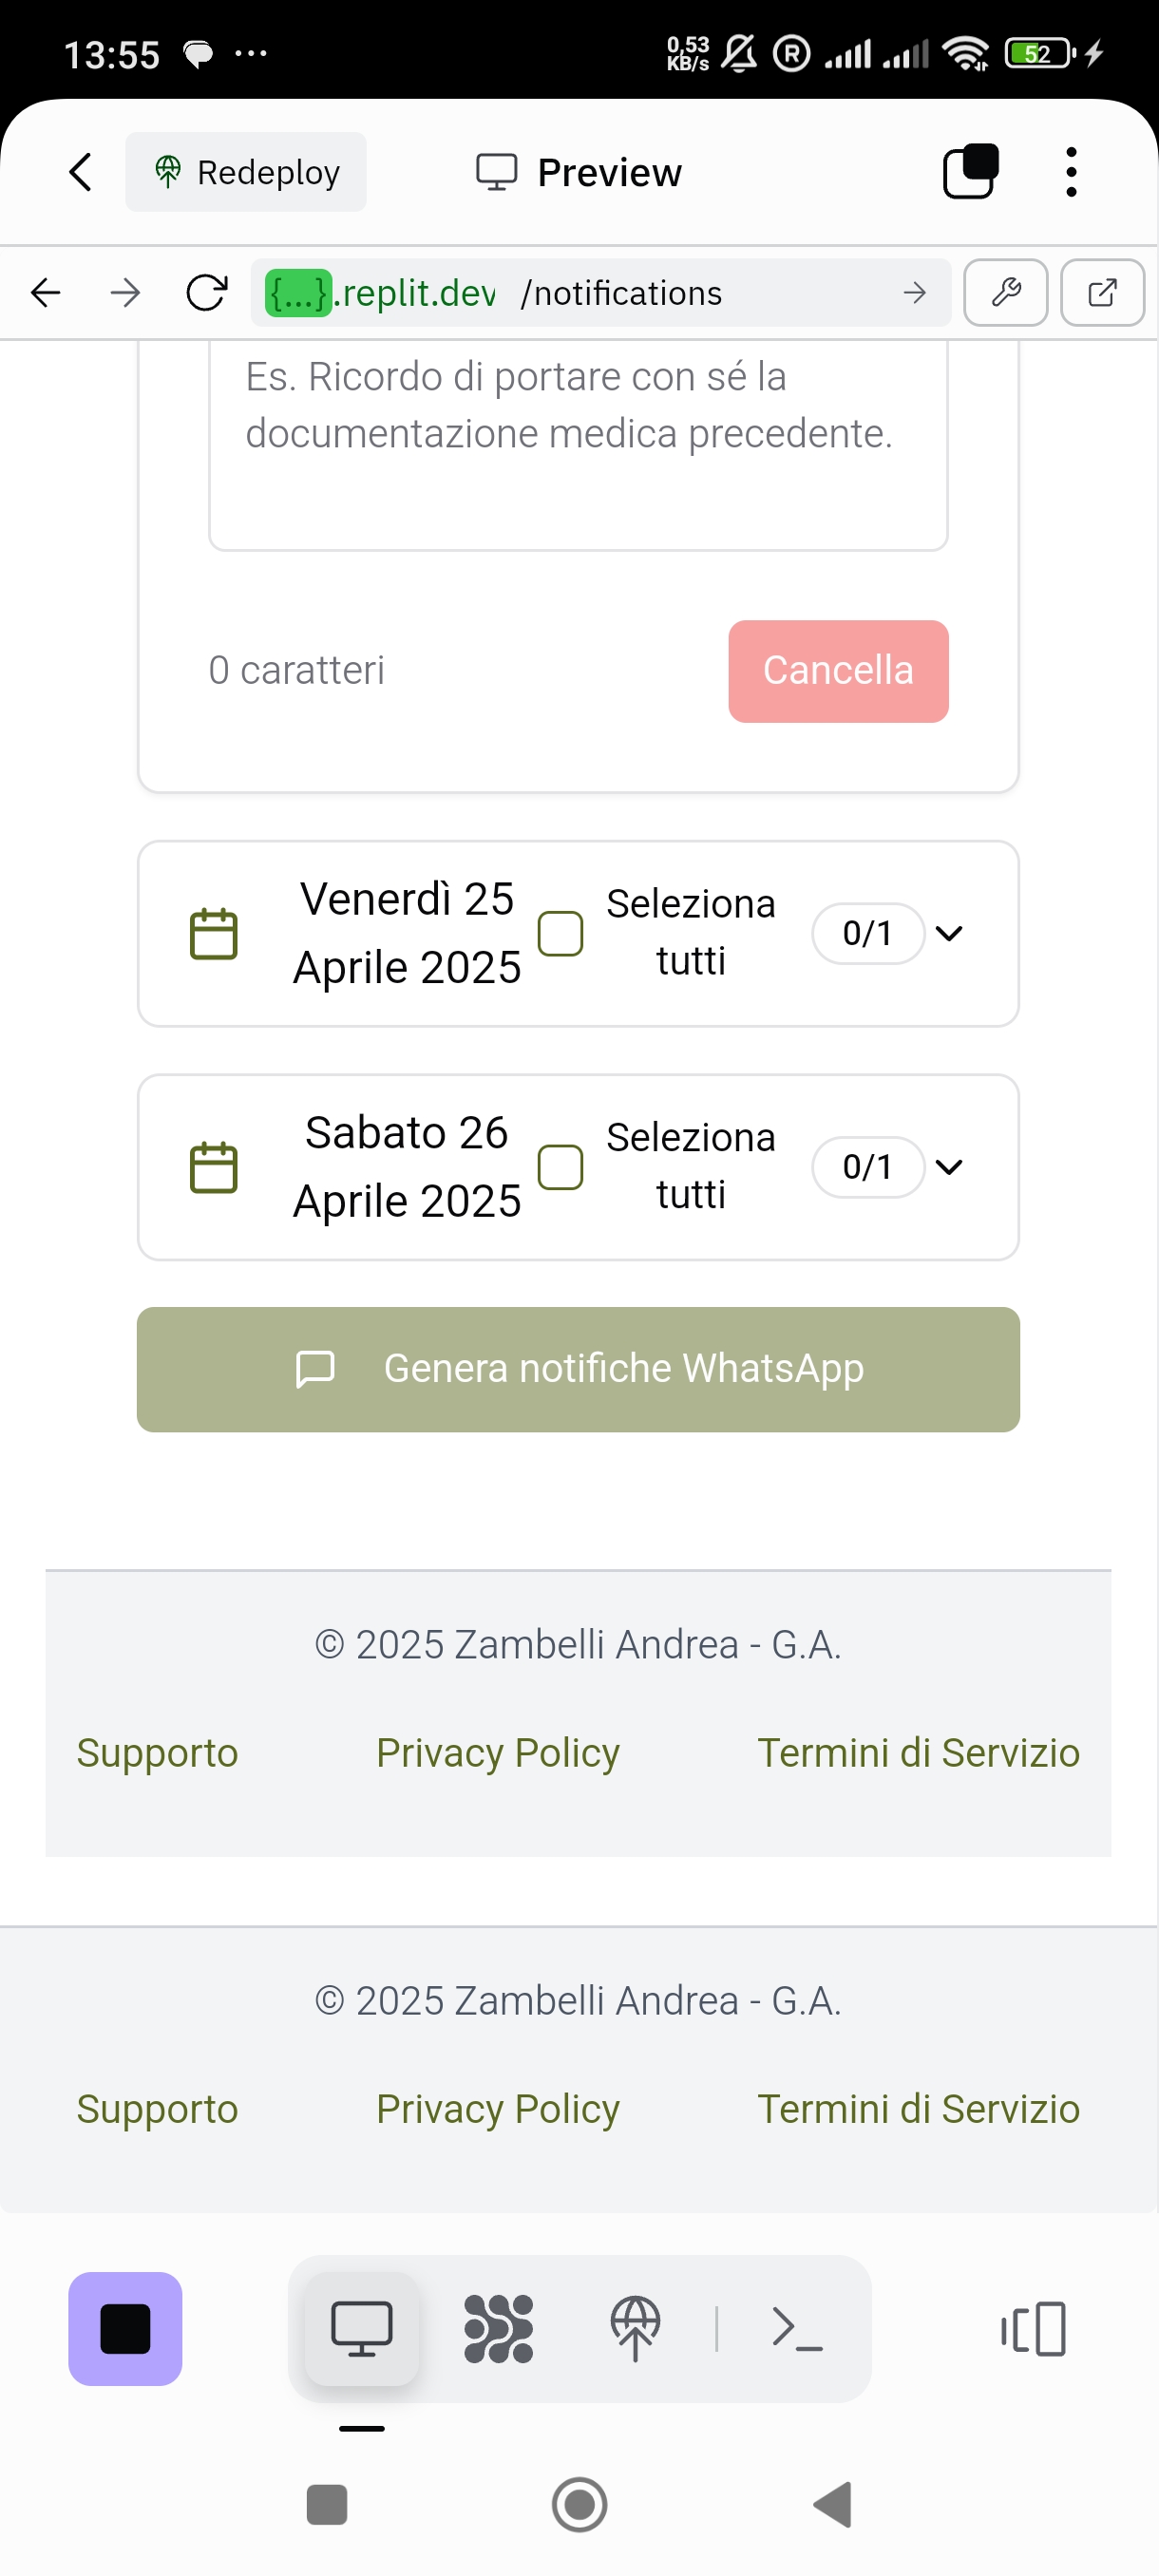 13:55
0,53
KB/s
R
52
Redeploy
Preview
{...}.replit.dev /notifications
Es. Ricordo di portare con sé la
documentazione medica precedente.
0 caratteri
Cancella
Venerdì 25
Aprile 2025
Seleziona
tutti
0/1
Sabato 26
Aprile 2025
Seleziona
tutti
0/1
Genera notifiche WhatsApp
© 2025 Zambelli Andrea - G.A.
Supporto Privacy Policy Termini di Servizio
© 2025 Zambelli Andrea - G.A.
Supporto Privacy Policy Termini di Servizio